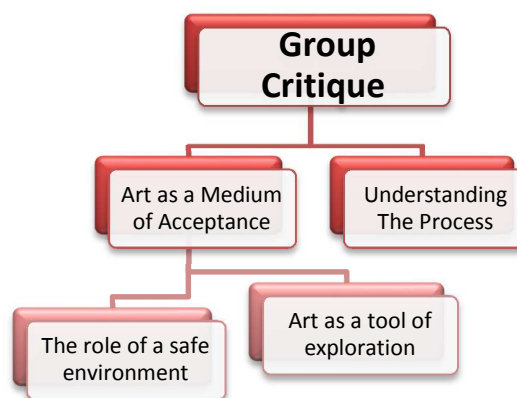 Group
Critique
Art as a Medium
of Acceptance
Understanding
The Process
The role of a safe
environment
Art as a tool of
exploration